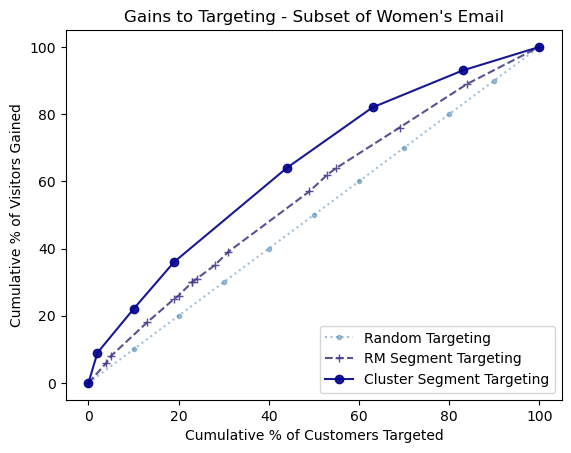 Gains to Targeting - Subset of Women's Email
Cumulative % of Visitors Gained
100
80
60
40
20
0
0 20 40 60 80 100
Cumulative % of Customers Targeted
Random Targeting
RM Segment Targeting
Cluster Segment Targeting